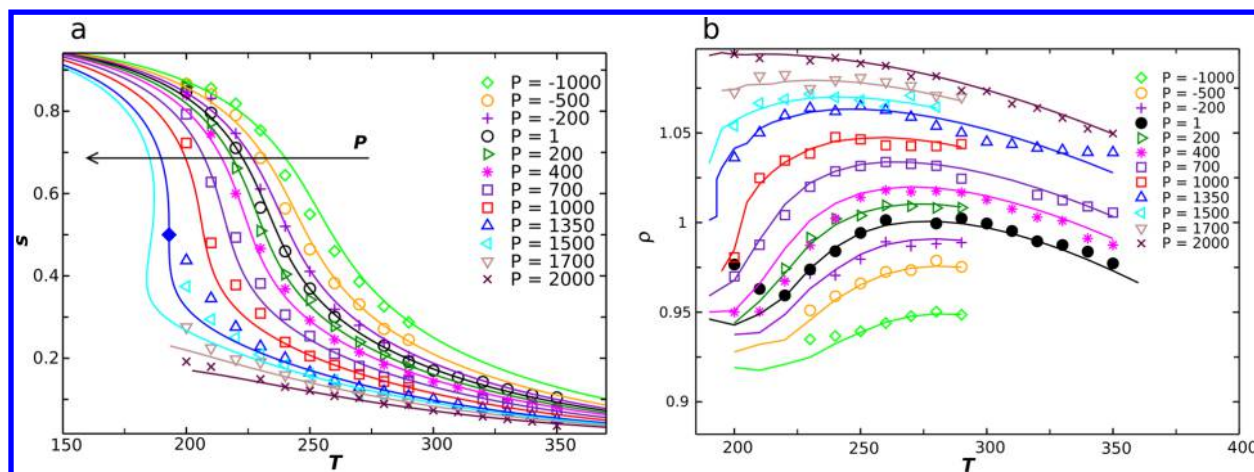 a
s
0.8
0.6
0.4
0.2
P
P = -1000
P = -500
P = -200
P = 1
P = 200
P = 400
P = 700
P = 1000
P = 1350
P = 1500
P = 1700
P = 2000
150 200 250 300 350
T
b
ρ
1.05
1
0.95
0.9
P = -1000
P = -500
P = -200
P = 1
P = 200
P = 400
P = 700
P = 1000
P = 1350
P = 1500
P = 1700
P = 2000
200 250 300 350 400
T